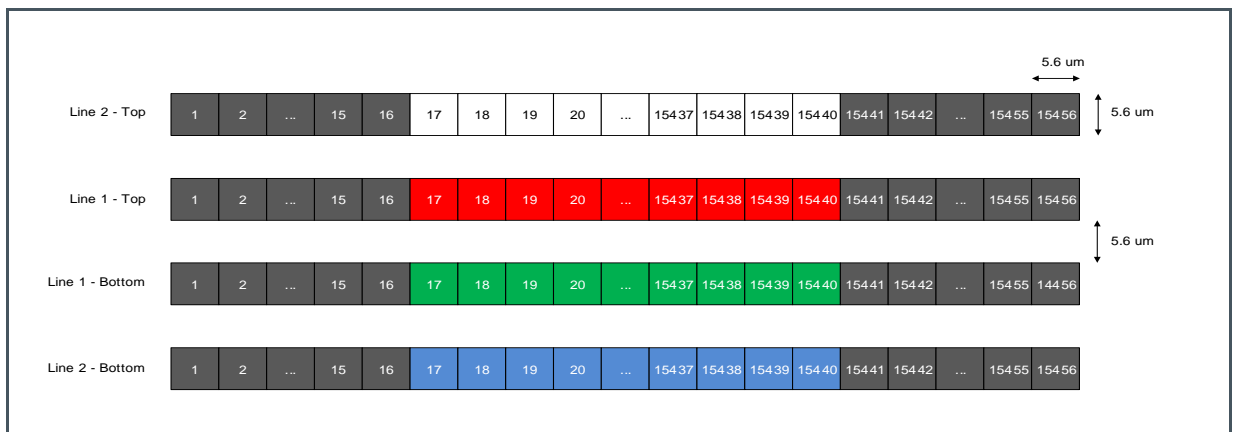 5.6 um
Line 2 - Top 1 2 ... 15 16 17 18 19 20 ... 15437 15438 15439 15440 15441 15442 ... 15455 15456 5.6 um
Line 1 - Top 1 2 ... 15 16 17 18 19 20 ... 15437 15438 15439 15440 15441 15442 ... 15455 15456
5.6 um
Line 1 - Bottom 1 2 ... 15 16 17 18 19 20 ... 15437 15438 15439 15440 15441 15442 ... 15455 14456
Line 2 - Bottom 1 2 ... 15 16 17 18 19 20 ... 15437 15438 15439 15440 15441 15442 ... 15455 15456